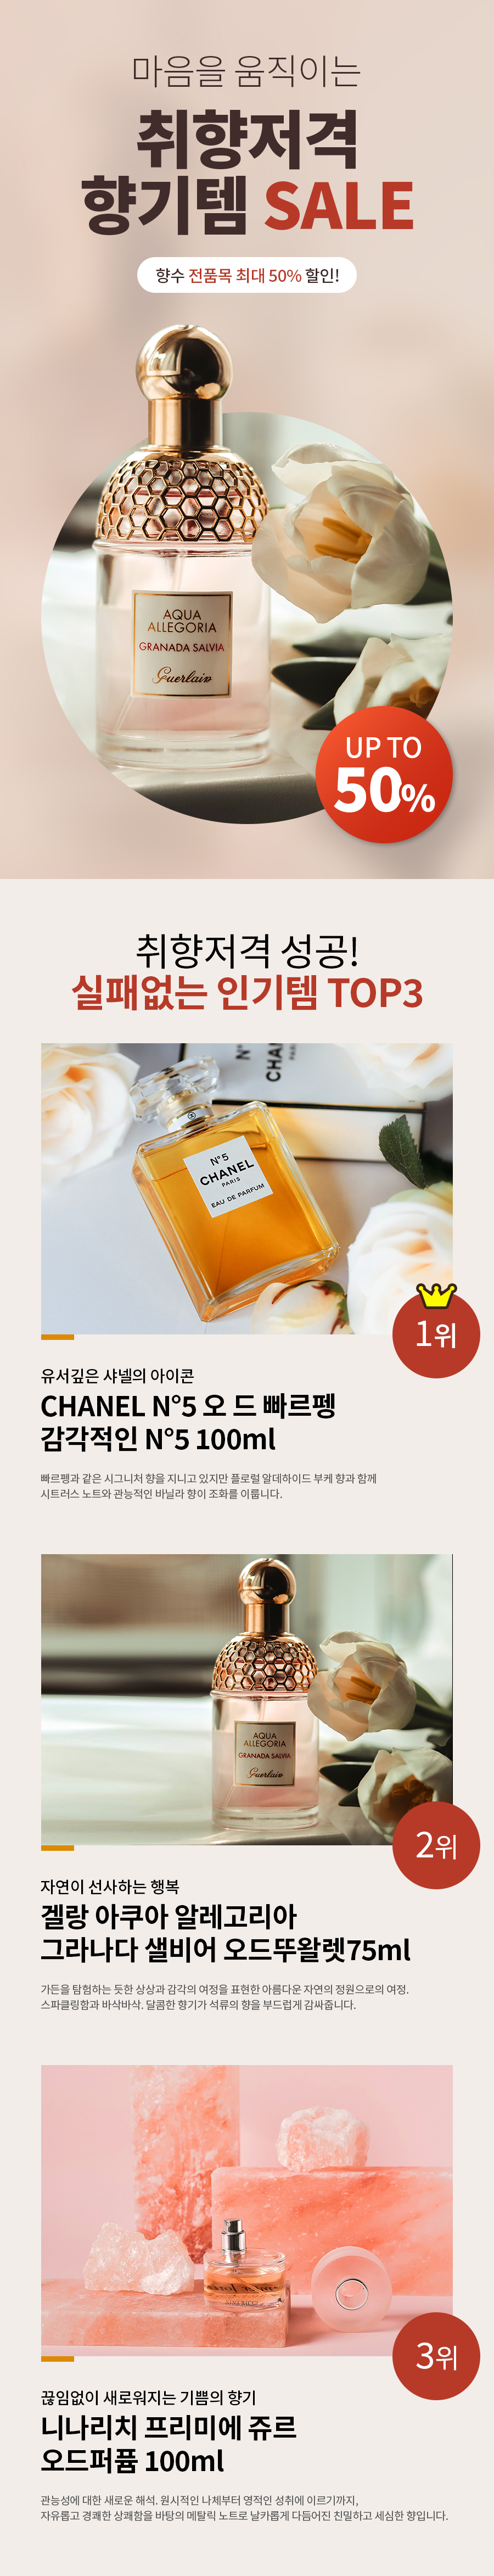 마음을 움직이는
취향저격
향기템 SALE
향수 전품목 최대 50% 할인!
AQUA
ALLEGORIA
GRANADA SALVIA
Guerlain
UP TO
50%
취향저격 성공!
실패없는 인기템 TOP3
N°5
CHANEL
PARIS
EAU DE PARFUM
1위
유서깊은 샤넬의 아이콘
CHANEL N°5 오 드 빠르펭
감각적인 N°5 100ml
빠르펭과 같은 시그니처 향을 지니고 있지만 플로럴 알데하이드 부케 향과 함께
시트러스 노트와 관능적인 바닐라 향이 조화를 이룹니다.
AQUA
ALLEGORIA
GRANADA SALVIA
Guerlain
2위
자연이 선사하는 행복
겔랑 아쿠아 알레고리아
그라나다 샐비어 오드뚜왈렛75ml
가든을 탐험하는 듯한 상상과 감각의 여정을 표현한 아름다운 자연의 정원으로의 여정.
스파클링함과 바삭바삭. 달콤한 향기가 석류의 향을 부드럽게 감싸줍니다.
3위
끊임없이 새로워지는 기쁨의 향기
니나리치 프리미에 쥬르
오드퍼퓸 100ml
관능성에 대한 새로운 해석. 원시적인 나체부터 영적인 성취에 이르기까지,
자유롭고 경쾌한 상쾌함을 바탕의 메탈릭 노트로 날카롭게 다듬어진 친밀하고 세심한 향입니다.